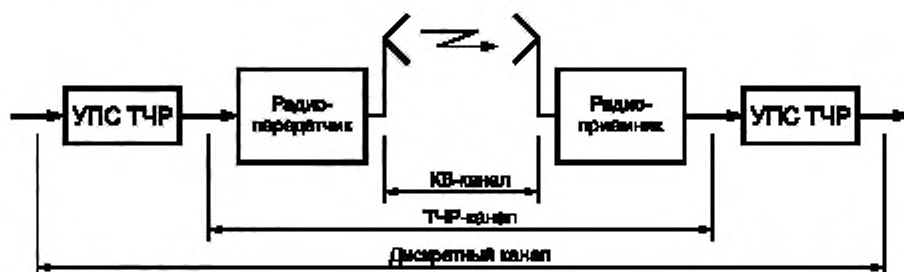 УПС ТЧР
Радио-
передатчик
Радио-
приемник
УПС ТЧР
КВ-канал
ТЧР-канал
Дискретный канал